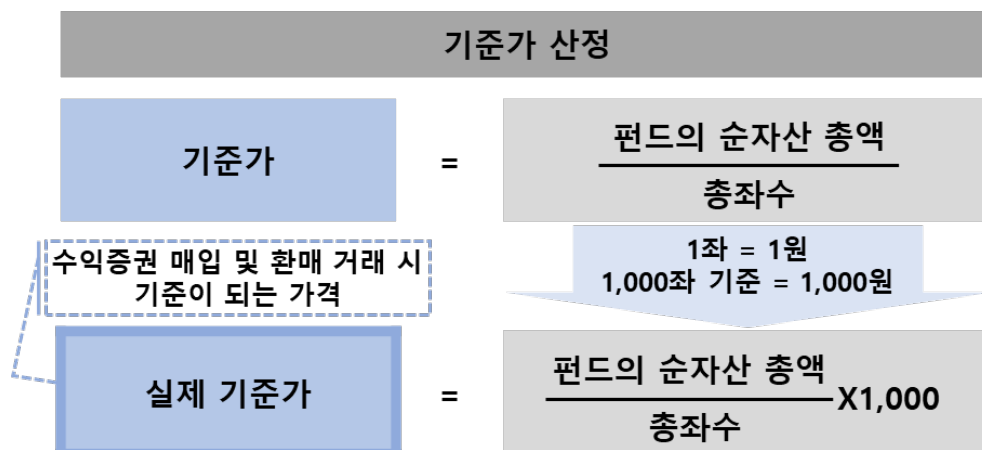 기준가 산정
기준가
=
펀드의 순자산 총액
총좌수
수익증권 매입 및 환매 거래 시
기준이 되는 가격
1좌 = 1원
1,000좌 기준 = 1,000원
실제 기준가
=
펀드의 순자산 총액
총좌수
X1,000